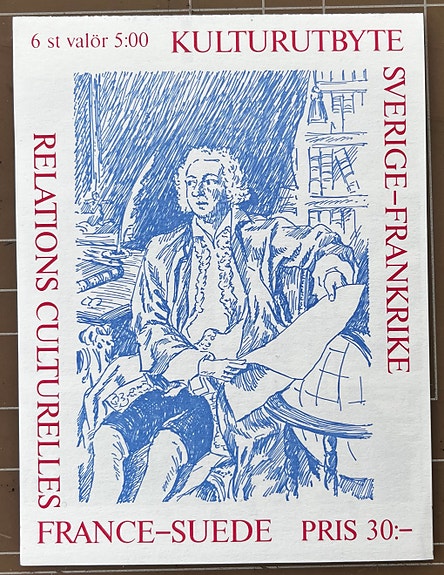 6 st valör 5:00
KULTURUTBYTE
SVERIGE–FRANKRIKE
RELATIONS CULTURELLES
FRANCE–SUEDE
PRIS 30:–